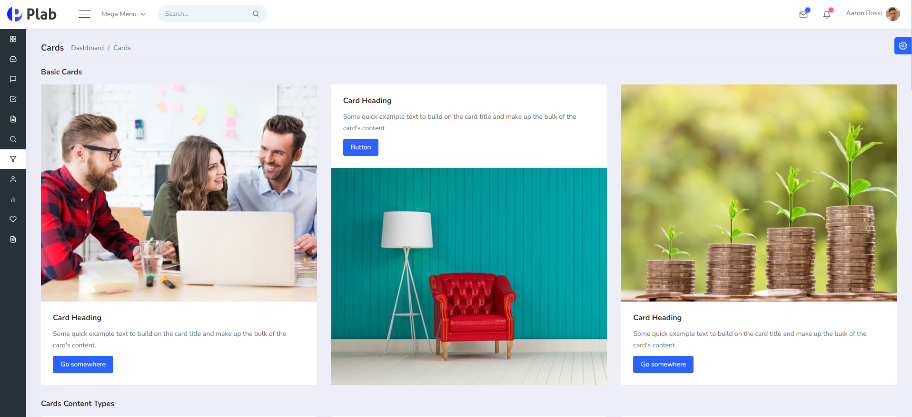 Plab
Mega Menu
Search...
Aaron Rossi
Cards
Dashboard / Cards
Basic Cards
Card Heading
Some quick example text to build on the card title and make up the bulk of the
card's content.
Go somewhere
Card Heading
Some quick example text to build on the card title and make up the bulk of the
card's content.
Button
Card Heading
Some quick example text to build on the card title and make up the bulk of the
card's content.
Go somewhere
Cards Content Types